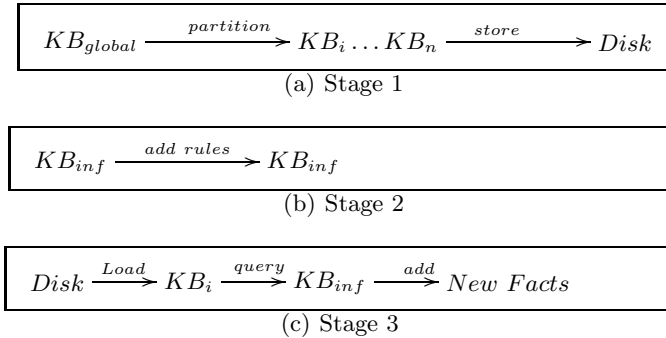 partition store
KB_global KB_i ... KB_n Disk
(a) Stage 1
add rules
KB_inf KB_inf
(b) Stage 2
Load query add
Disk KB_i KB_inf New Facts
(c) Stage 3